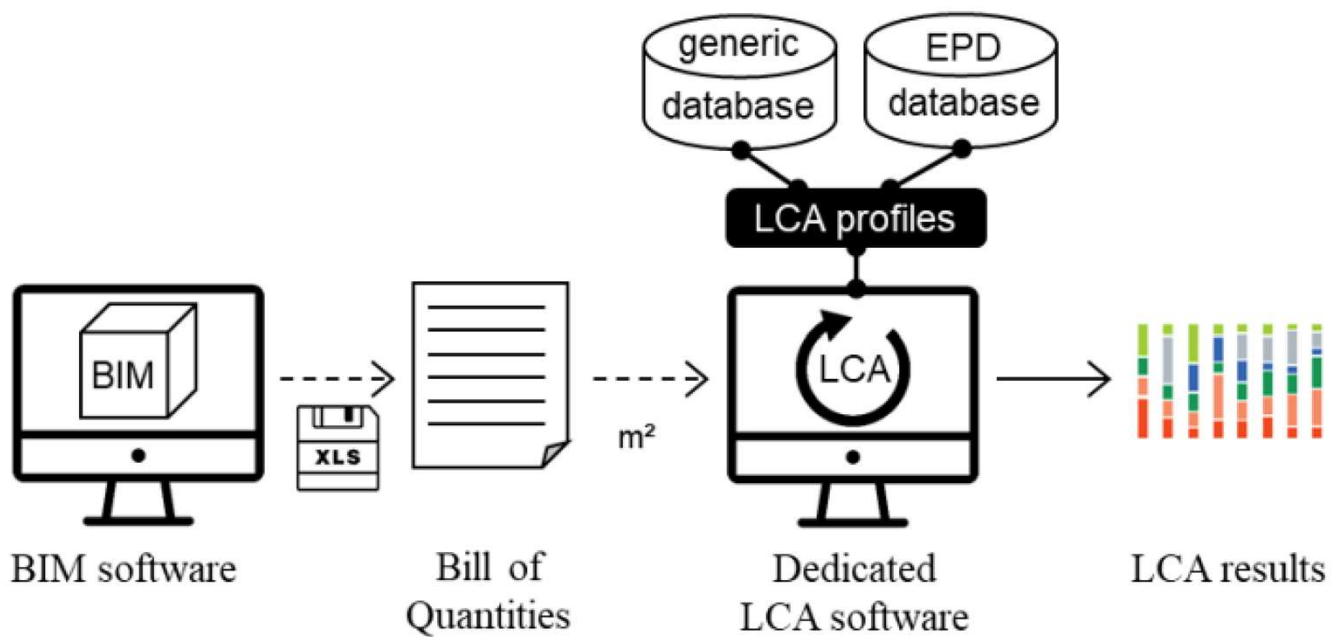 generic
database
EPD
database
LCA profiles
BIM
XLS
m²
LCA
BIM software
Bill of
Quantities
Dedicated
LCA software
LCA results